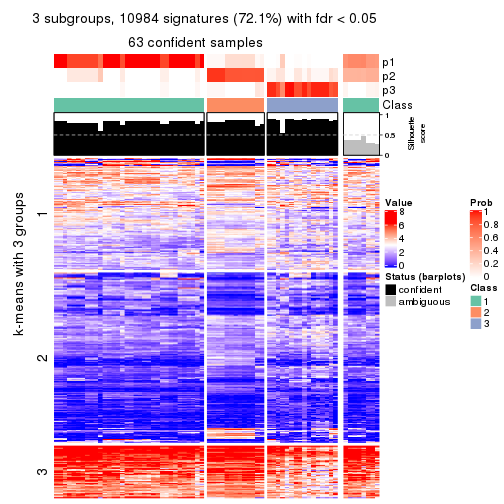 3 subgroups, 10984 signatures (72.1%) with fdr < 0.05
63 confident samples
p1
p2
p3
Class
1
0.5
0
Silhouette
score
k-means with 3 groups
1
2
3
Value
8
6
4
2
0
Status (barplots)
confident
ambiguous
Prob
1
0.8
0.6
0.4
0.2
0
Class
1
2
3